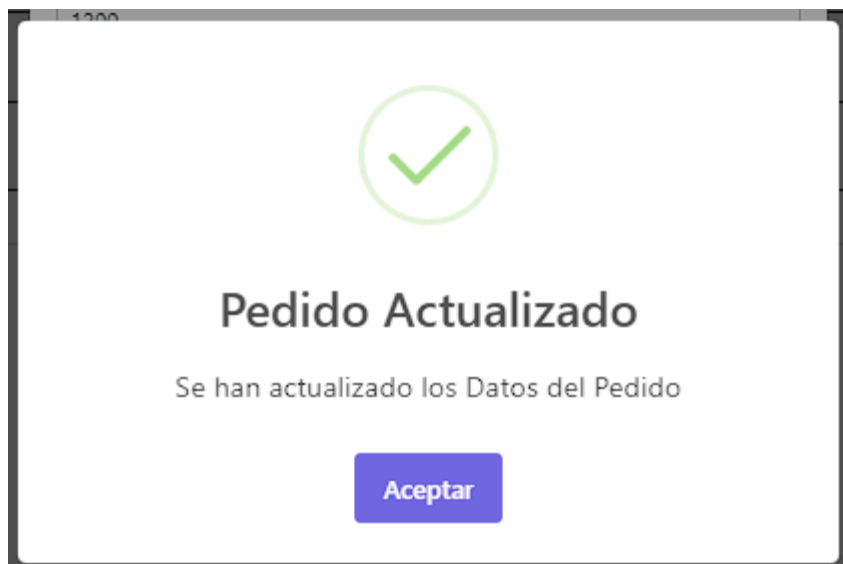 Pedido Actualizado
Se han actualizado los Datos del Pedido
Aceptar